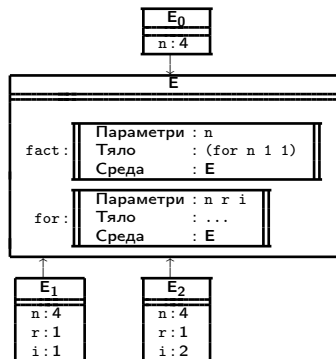 E₀
n : 4
E
fact : Параметри : n
Тяло : (for n 1 1)
Среда : E
for : Параметри : n r i
Тяло : ...
Среда : E
E₁
n : 4
r : 1
i : 1
E₂
n : 4
r : 1
i : 2